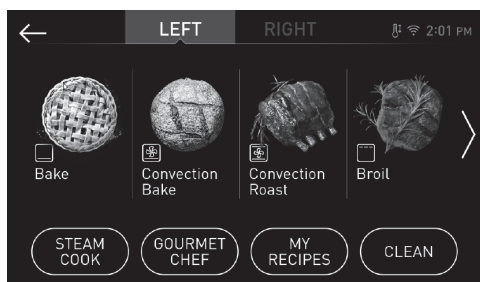 LEFT
RIGHT
2:01 PM
Bake
Convection
Bake
Convection
Roast
Broil
STEAM
COOK
GOURMET
CHEF
MY
RECIPES
CLEAN